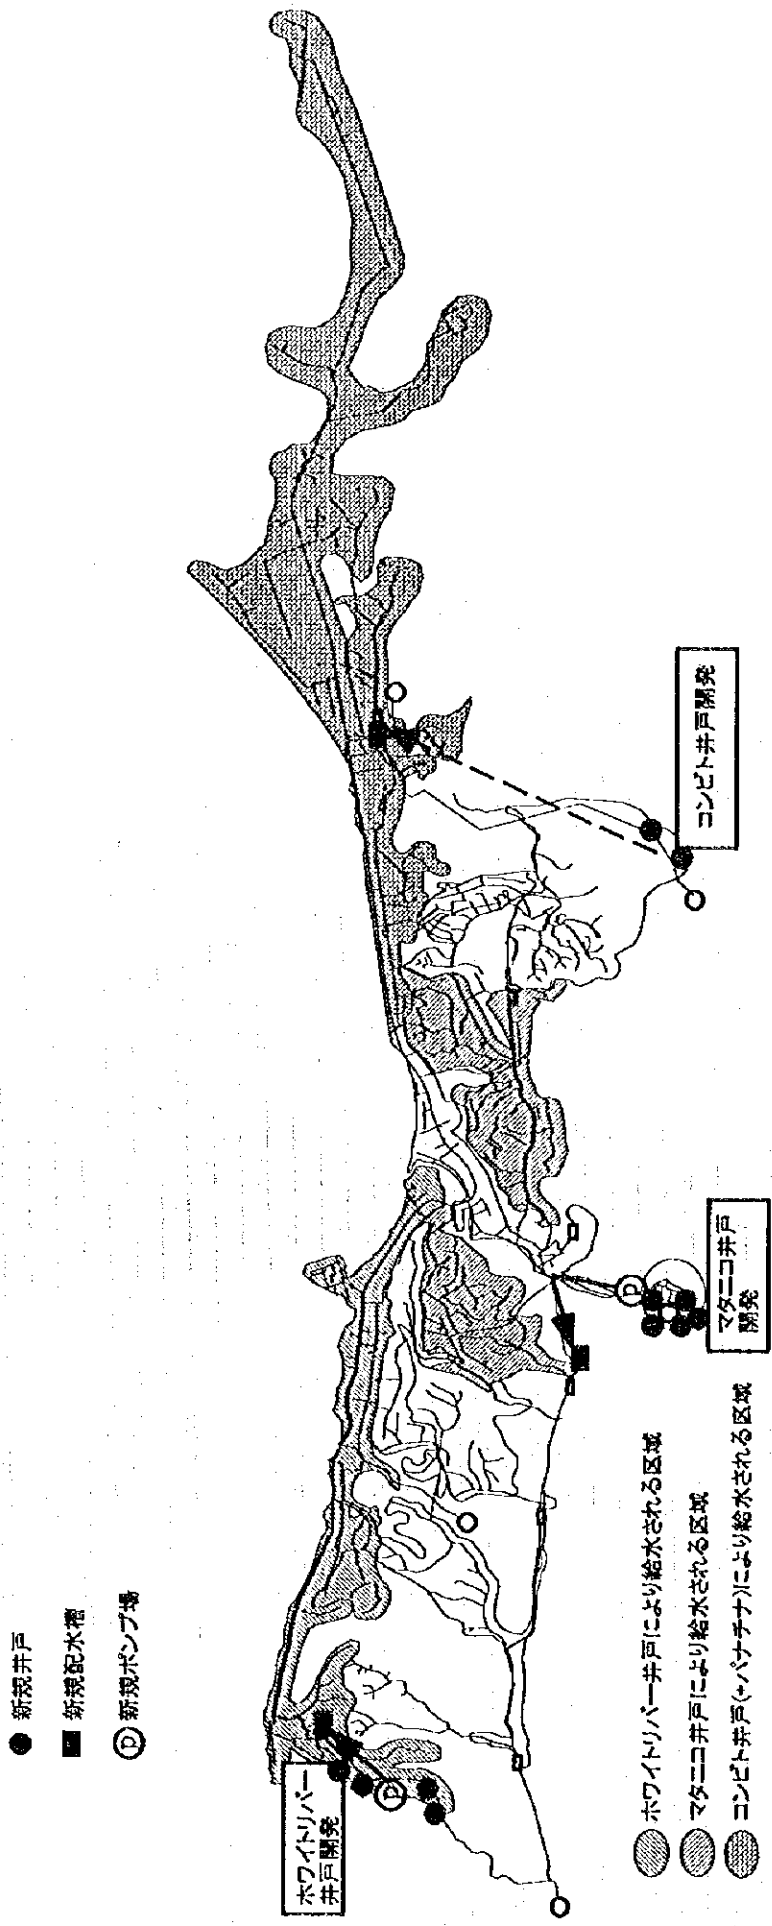 新規井戸
新規配水槽
P 新規ポンプ場
ホワイトリバー
井戸開発
P
マタニコ井戸
開発
P
コンビト井戸開発
ホワイトリバー井戸により給水される区域
マタニコ井戸により給水される区域
コンビト井戸(+パナチナ)により給水される区域